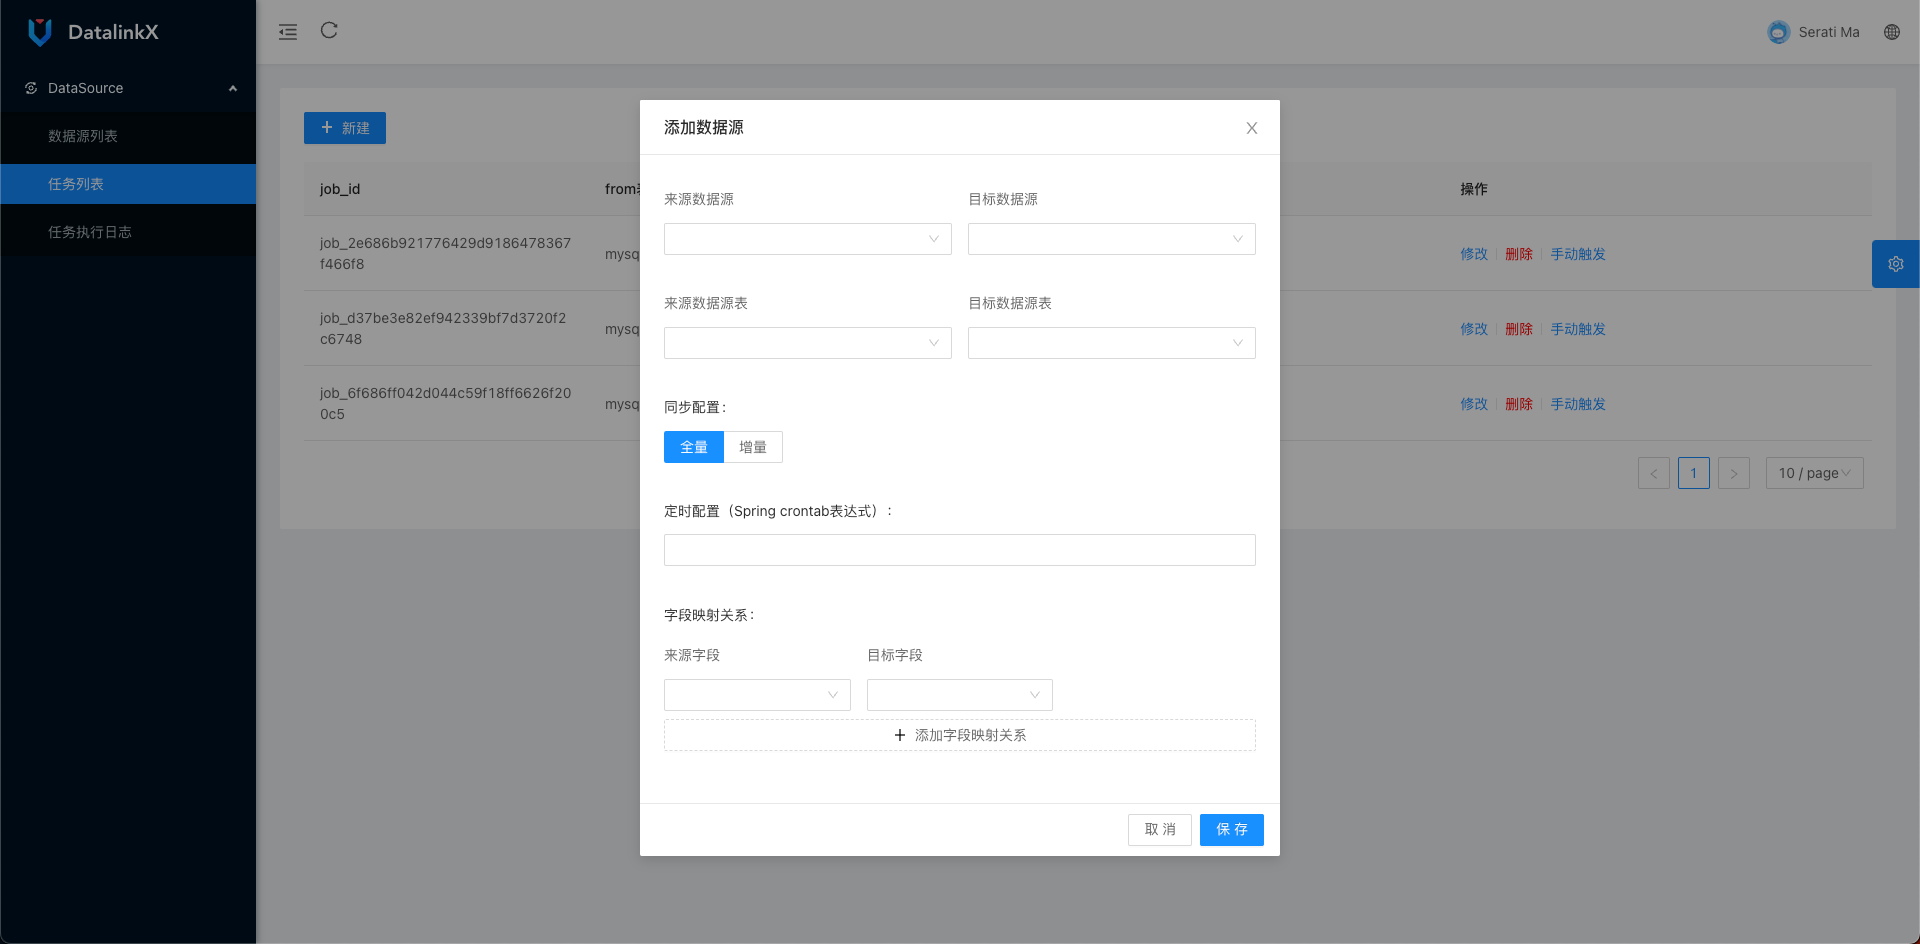 DatalinkX
Serati Ma
DataSource
数据源列表
任务列表
任务执行日志
新建
job_id
操作
job_2e686b921776429d9186478367
f466f8
mysq
修改
删除
手动触发
job_d37be3e82ef942339bf7d3720f2
c6748
mysq
修改
删除
手动触发
job_6f686ff042d044c59f18ff6626f20
0c5
mysq
修改
删除
手动触发
1
10 / page
添加数据源
来源数据源
目标数据源
来源数据源表
目标数据源表
同步配置:
全量
增量
定时配置（Spring crontab表达式）:
字段映射关系:
来源字段
目标字段
添加字段映射关系
取 消
保 存